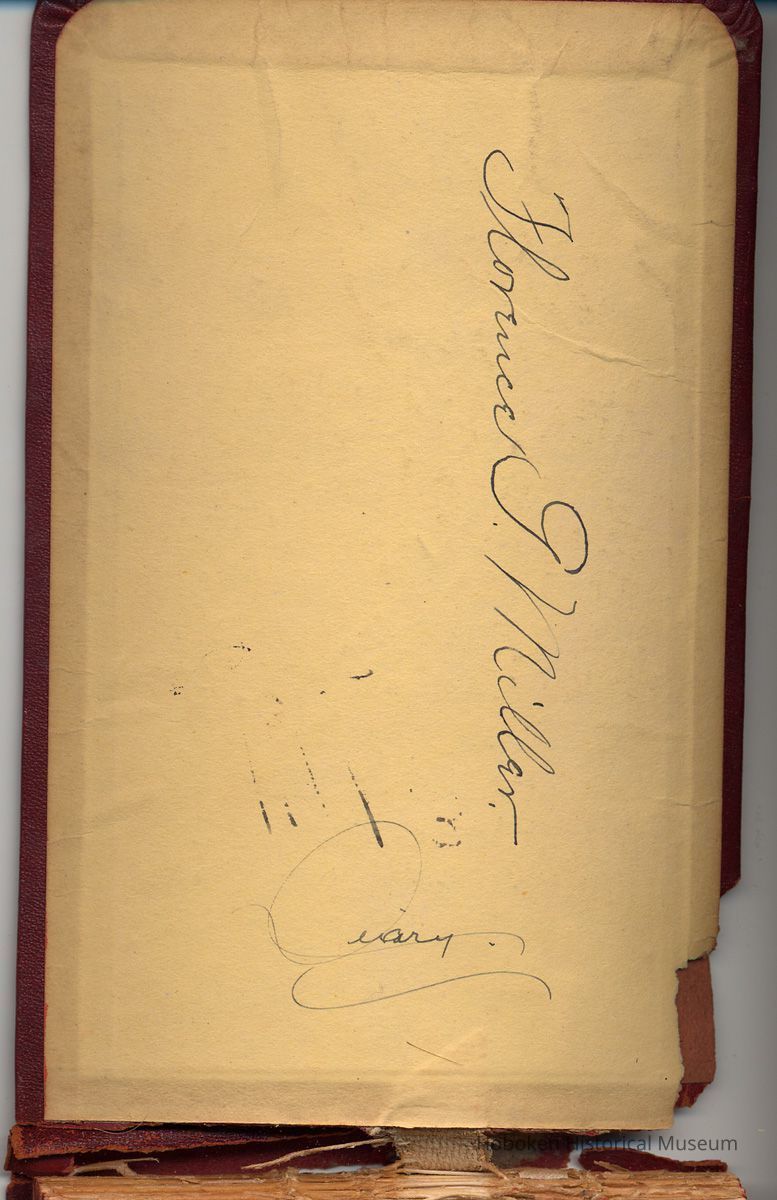 Florence G. Miller.
Diary.
Hoboken Historical Museum